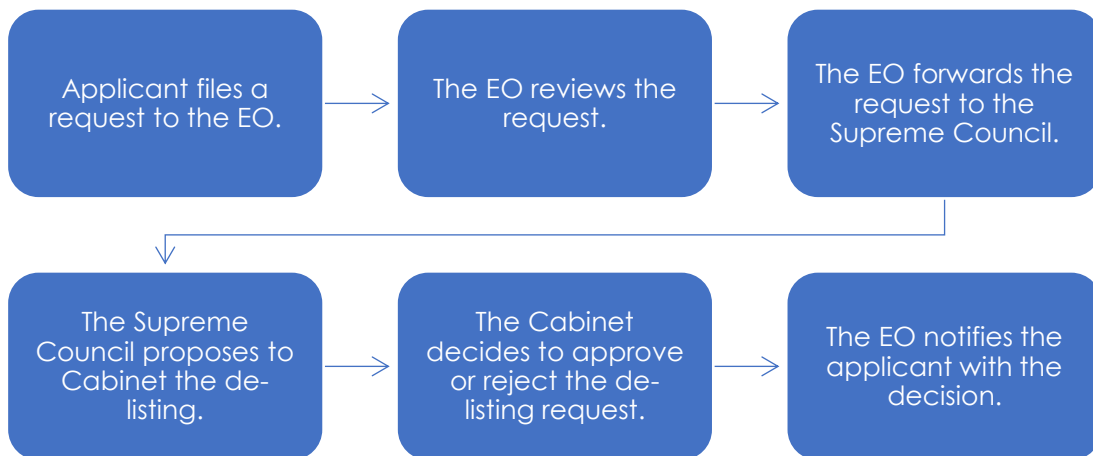 Applicant files a
request to the EO.
The EO reviews the
request.
The EO forwards the
request to the
Supreme Council.
The Supreme
Council proposes to
Cabinet the de-
listing.
The Cabinet
decides to approve
or reject the de-
listing request.
The EO notifies the
applicant with the
decision.